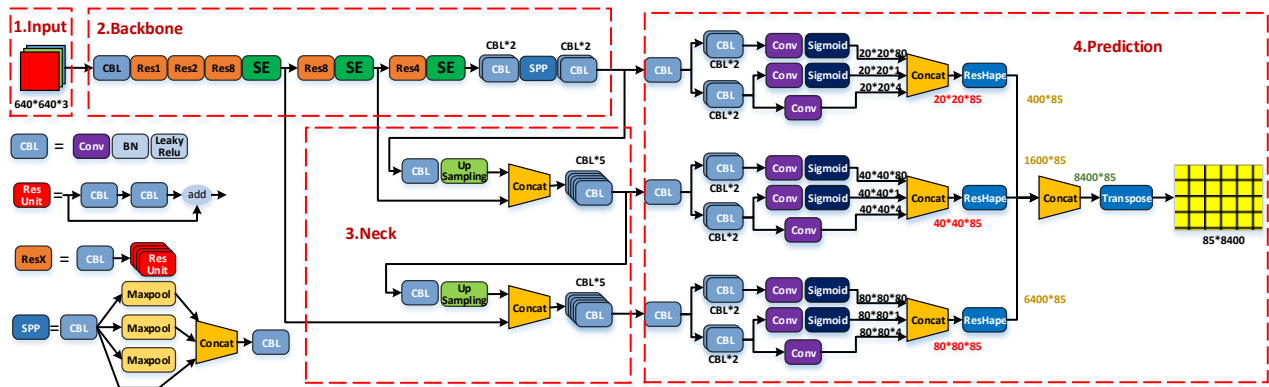 1.Input
640*640*3
2.Backbone
CBL Res1 Res2 Res8 SE Res8 SE Res4 SE CBL*2 CBL SPP CBL*2 CBL
CBL = Conv BN Leaky Relu
Res Unit = CBL CBL add
ResX = CBL Res Unit
SPP = CBL Maxpool Maxpool Maxpool Concat CBL
3.Neck
CBL Up Sampling Concat CBL*5 CBL
CBL Up Sampling Concat CBL*5 CBL
4.Prediction
CBL CBL CBL*2 Conv Sigmoid 20*20*80
Conv Sigmoid 20*20*1
CBL CBL*2 Conv 20*20*4
Concat 20*20*85 ResHape 400*85
CBL CBL CBL*2 Conv Sigmoid 40*40*80
Conv Sigmoid 40*40*1
CBL CBL*2 Conv 40*40*4
Concat 40*40*85 ResHape 1600*85
CBL CBL CBL*2 Conv Sigmoid 80*80*80
Conv Sigmoid 80*80*1
CBL CBL*2 Conv 80*80*4
Concat 80*80*85 ResHape 6400*85
Concat 8400*85 Transpose 85*8400